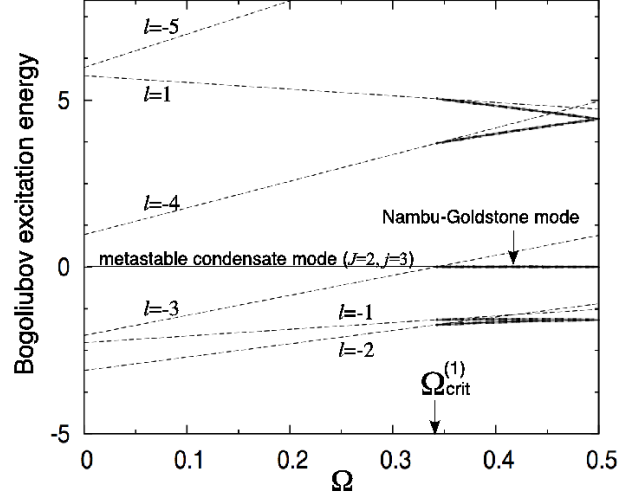 Bogoliubov excitation energy
l=-5
l=1
l=-4
Nambu-Goldstone mode
metastable condensate mode (J=2, j=3)
l=-3
l=-1
l=-2
Ω(1)crit
5
0
-5
0
0.1
0.2
0.3
0.4
0.5
Ω